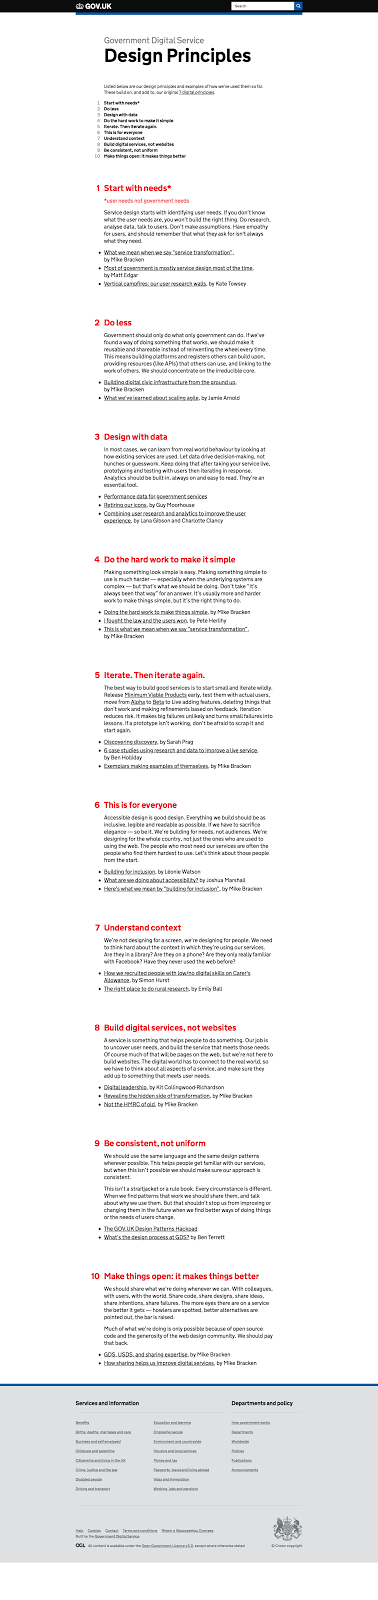 GOV.UK
Search
Government Digital Service
Design Principles
Listed below are our design principles and examples of how we've used them so far.
These build on, and add to, our original 7 digital principles.
1 Start with needs*
2 Do less
3 Design with data
4 Do the hard work to make it simple
5 Iterate. Then iterate again.
6 This is for everyone
7 Understand context
8 Build digital services, not websites
9 Be consistent, not uniform
10 Make things open: it makes things better
1 Start with needs*
*user needs not government needs
Service design starts with identifying user needs. If you don't know
what the user needs are, you won't build the right thing. Do research,
analyse data, talk to users. Don't make assumptions. Have empathy
for users, and should remember that what they ask for isn't always
what they need.
What we mean when we say "service transformation",
by Mike Bracken
Most of government is mostly service design most of the time,
by Matt Edgar
Vertical campfires: our user research walls, by Kate Towsey
2 Do less
Government should only do what only government can do. If we've
found a way of doing something that works, we should make it
reusable and shareable instead of reinventing the wheel every time.
This means building platforms and registers others can build upon,
providing resources (like APIs) that others can use, and linking to the
work of others. We should concentrate on the irreducible core.
Building digital civic infrastructure from the ground up,
by Mike Bracken
What we've learnt about scaling agile, by Jamie Arnold
3 Design with data
In most cases, we can learn from real world behaviour by looking at
how existing services are used. Let data drive decision-making, not
hunches or guesswork. Keep doing that after taking your service live,
prototyping and testing with users then iterating in response.
Analytics should be built-in, always on and easy to read. They're an
essential tool.
Performance data for government services
Retiring our icons, by Guy Moorhouse
Combining user research and analytics to improve the user
experience, by Lana Gibson and Charlotte Clancy
4 Do the hard work to make it simple
Making something look simple is easy. Making something simple to
use is much harder — especially when the underlying systems are
complex — but that's what we should be doing. Don't take "It's
always been that way" for an answer. It's usually more and harder
work to make things simple, but it's the right thing to do.
Doing the hard work to make things simple, by Mike Bracken
I fought the law and the users won, by Pete Herlihy
This is what we mean when we say "service transformation",
by Mike Bracken
5 Iterate. Then iterate again.
The best way to build good services is to start small and iterate wildly.
Release Minimum Viable Products early, test them with actual users,
move from Alpha to Beta to Live adding features, deleting things that
don't work and making refinements based on feedback. Iteration
reduces risk. It makes big failures unlikely and turns small failures into
lessons. If a prototype isn't working, don't be afraid to scrap it and
start again.
Discovering discovery, by Sarah Prag
6 case studies using research and data to improve a live service,
by Ben Holliday
Exemplars making examples of themselves, by Mike Bracken
6 This is for everyone
Accessible design is good design. Everything we build should be as
inclusive, legible and readable as possible. If we have to sacrifice
elegance — so be it. We're building for needs, not audiences. We're
designing for the whole country, not just the ones who are used to
using the web. The people who most need our services are often the
people who find them hardest to use. Let's think about those people
from the start.
Building for inclusion, by Léonie Watson
What are we doing about accessibility? by Joshua Marshall
Here's what we mean by "building for inclusion", by Mike Bracken
7 Understand context
We're not designing for a screen, we're designing for people. We need
to think hard about the context in which they're using our services.
Are they in a library? Are they on a phone? Are they only really familiar
with Facebook? Have they never used the web before?
How we recruited people with low/no digital skills on Carer's
Allowance, by Simon Hurst
The right place to do rural research, by Emily Ball
8 Build digital services, not websites
A service is something that helps people to do something. Our job is
to uncover user needs, and build the service that meets those needs.
Of course much of that will be pages on the web, but we're not here to
build websites. The digital world has to connect to the real world, so
we have to think about all aspects of a service, and make sure they
add up to something that meets user needs.
Digital leadership, by Kit Collingwood-Richardson
Revealing the hidden side of transformation, by Mike Bracken
Not the HMRC of old, by Mike Bracken
9 Be consistent, not uniform
We should use the same language and the same design patterns
wherever possible. This helps people get familiar with our services,
but when this isn't possible we should make sure our approach is
consistent.
This isn't a straitjacket or a rule book. Every circumstance is different.
When we find patterns that work we should share them, and talk
about why we use them. But that shouldn't stop us from improving or
changing them in the future when we find better ways of doing things
or the needs of users change.
The GOV.UK Design Patterns Hackpad
What's the design process at GDS? by Ben Terrett
10 Make things open: it makes things better
We should share what we're doing whenever we can. With colleagues,
with users, with the world. Share code, share designs, share ideas,
share intentions, share failures. The more eyes there are on a service
the better it gets — howlers are spotted, better alternatives are
pointed out, the bar is raised.
Much of what we're doing is only possible because of open source
code and the generosity of the web design community. We should pay
that back.
GDS, USDS, and sharing expertise, by Mike Bracken
How sharing helps us improve digital services, by Mike Bracken
Services and information
Benefits
Births, deaths, marriages and care
Business and self-employed
Childcare and parenting
Citizenship and living in the UK
Crime, justice and the law
Disabled people
Driving and transport
Education and learning
Employing people
Environment and countryside
Housing and local services
Money and tax
Passports, travel and living abroad
Visas and immigration
Working, jobs and pensions
Departments and policy
How government works
Departments
Worldwide
Policies
Publications
Announcements
Help Cookies Contact Terms and conditions Rhestr o Wasanaethau Cymraeg
Built by the Government Digital Service
OGL All content is available under the Open Government Licence v3.0, except where otherwise stated
© Crown copyright